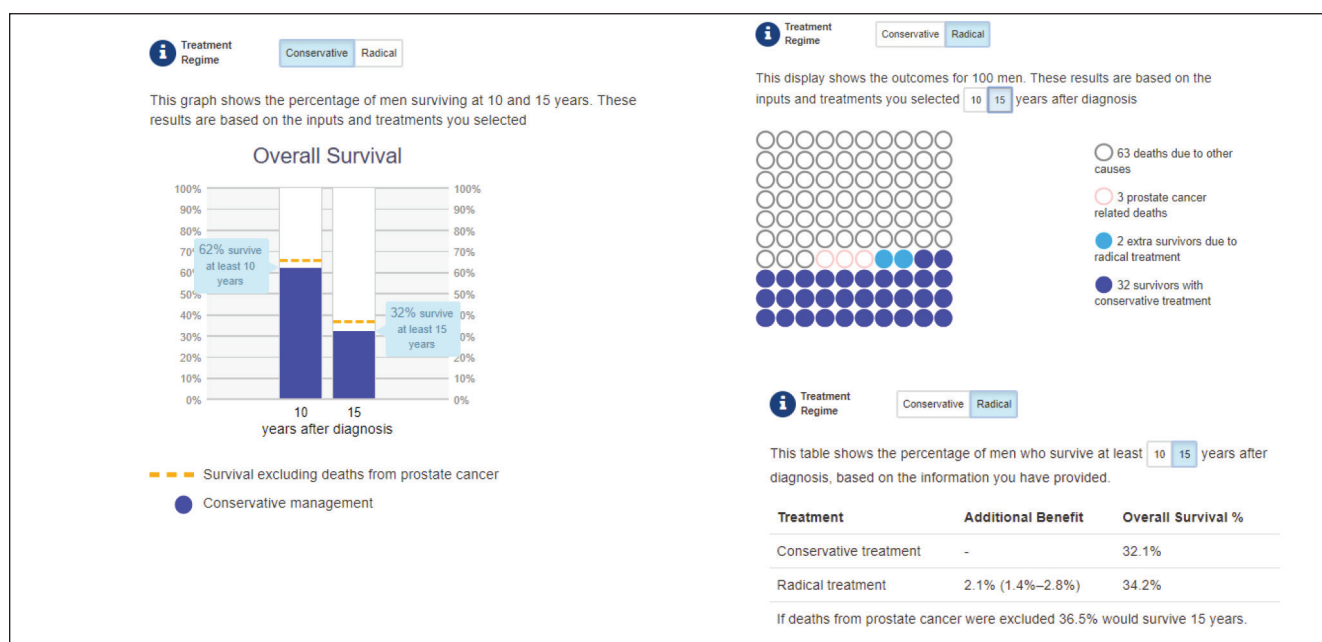 Treatment
Regime
Conservative
Radical
This graph shows the percentage of men surviving at 10 and 15 years. These
results are based on the inputs and treatments you selected
Overall Survival
100%
90%
80%
70%
60%
50%
40%
30%
20%
10%
0%
100%
90%
80%
70%
60%
50%
40%
30%
20%
10%
0%
62% survive
at least 10
years
32% survive
at least 15
years
10
15
years after diagnosis
Survival excluding deaths from prostate cancer
Conservative management
Treatment
Regime
Conservative
Radical
This display shows the outcomes for 100 men. These results are based on the
inputs and treatments you selected 10 15 years after diagnosis
63 deaths due to other
causes
3 prostate cancer
related deaths
2 extra survivors due to
radical treatment
32 survivors with
conservative treatment
Treatment
Regime
Conservative
Radical
This table shows the percentage of men who survive at least 10 15 years after
diagnosis, based on the information you have provided.
Treatment Additional Benefit Overall Survival %
Conservative treatment - 32.1%
Radical treatment 2.1% (1.4%–2.8%) 34.2%
If deaths from prostate cancer were excluded 36.5% would survive 15 years.